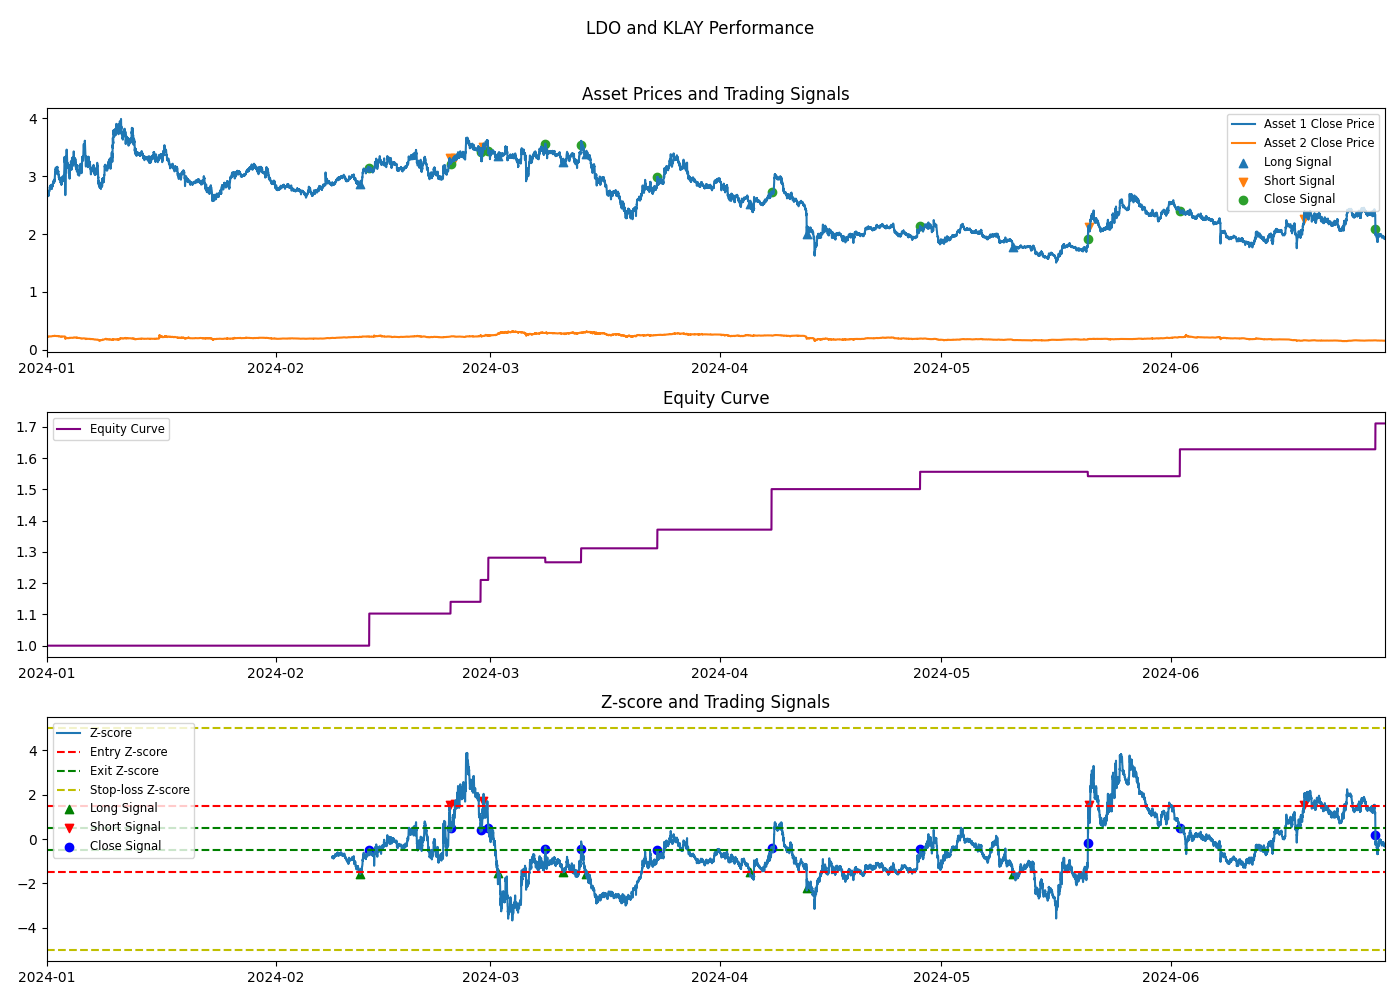 LDO and KLAY Performance
Asset Prices and Trading Signals
4
3
2
1
0
Asset 1 Close Price
Asset 2 Close Price
Long Signal
Short Signal
Close Signal
2024-01 2024-02 2024-03 2024-04 2024-05 2024-06
Equity Curve
1.7
1.6
1.5
1.4
1.3
1.2
1.1
1.0
Equity Curve
2024-01 2024-02 2024-03 2024-04 2024-05 2024-06
Z-score and Trading Signals
4
2
0
−2
−4
Z-score
Entry Z-score
Exit Z-score
Stop-loss Z-score
Long Signal
Short Signal
Close Signal
2024-01 2024-02 2024-03 2024-04 2024-05 2024-06